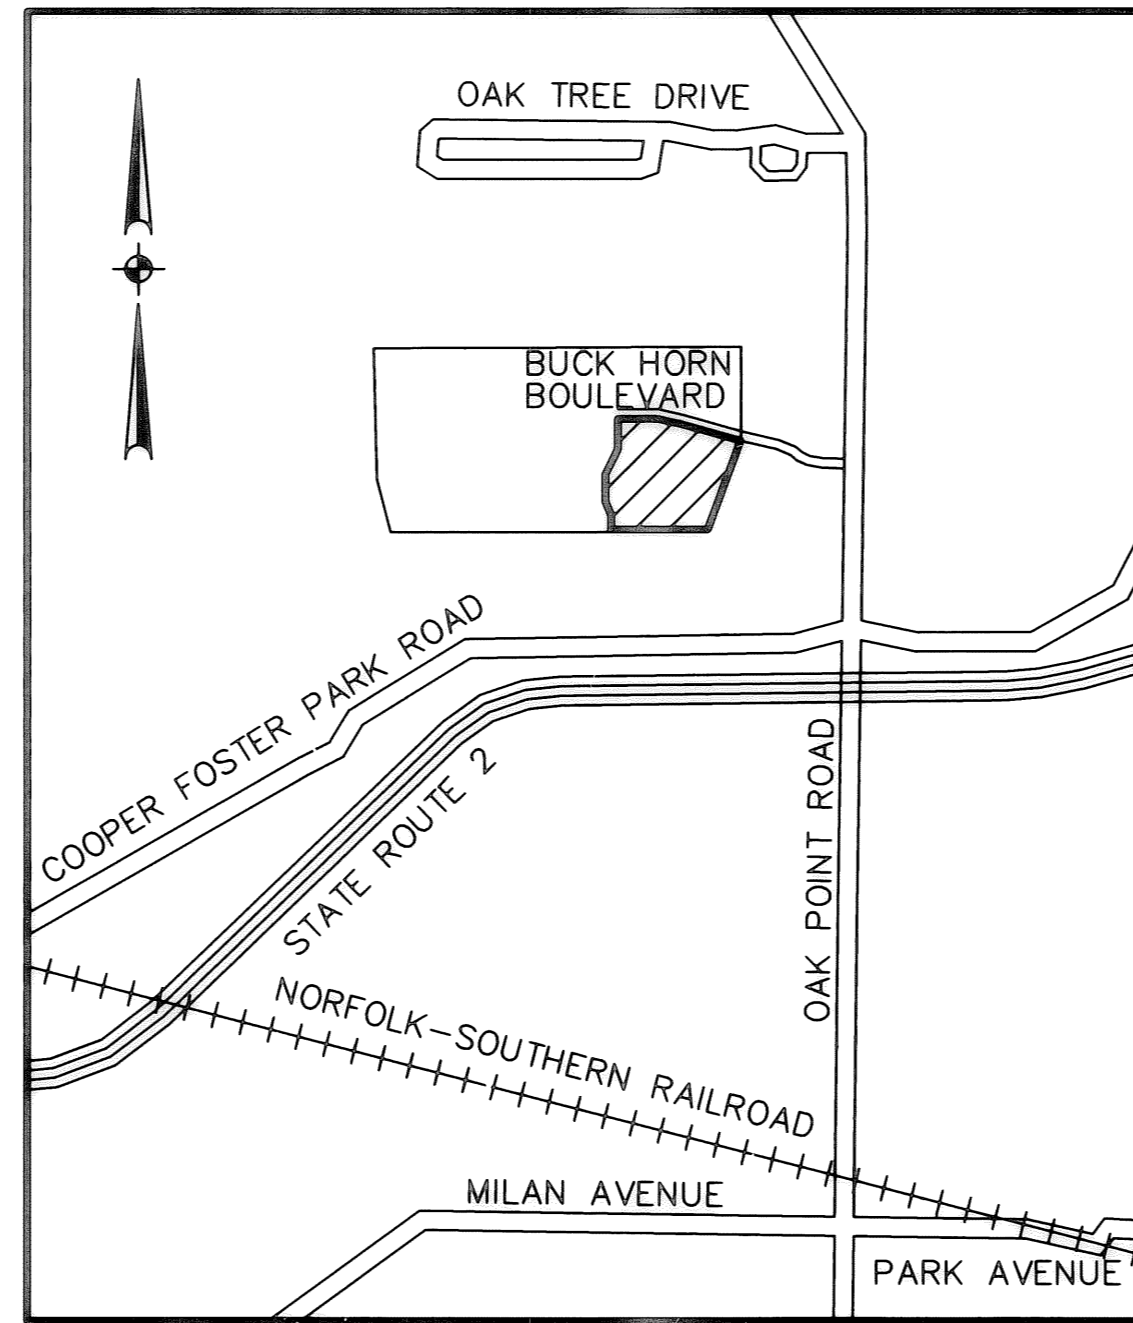 OAK TREE DRIVE
BUCK HORN
BOULEVARD
COOPER FOSTER PARK ROAD
STATE ROUTE 2
OAK POINT ROAD
NORFOLK-SOUTHERN RAILROAD
MILAN AVENUE
PARK AVENUE